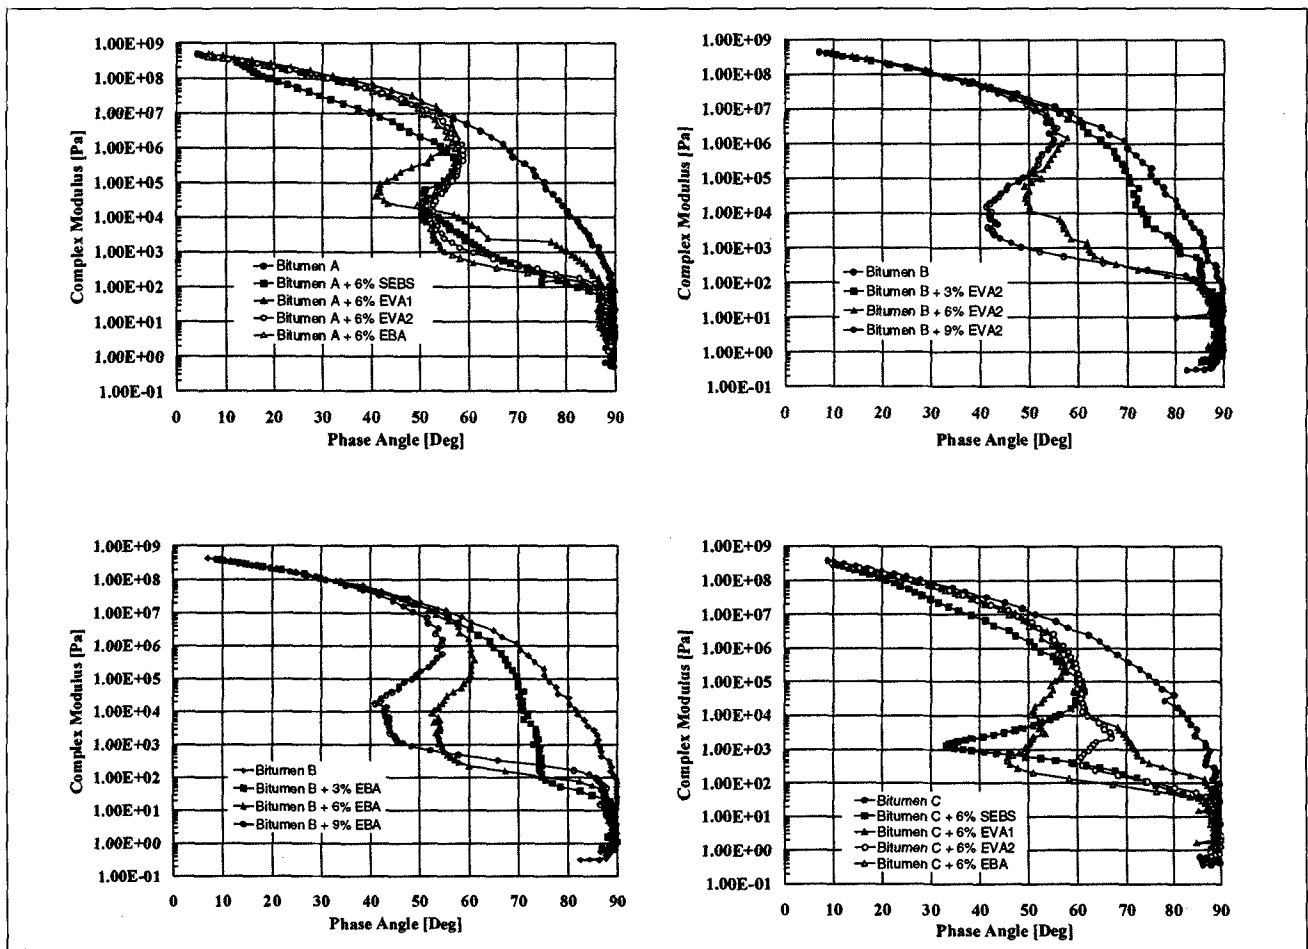 1.00E+09
1.00E+08
1.00E+07
1.00E+06
1.00E+05
1.00E+04
1.00E+03
1.00E+02
1.00E+01
1.00E+00
1.00E-01
Complex Modulus [Pa]
Bitumen A
Bitumen A + 6% SEBS
Bitumen A + 6% EVA1
Bitumen A + 6% EVA2
Bitumen A + 6% EBA
0 10 20 30 40 50 60 70 80 90
Phase Angle [Deg]
1.00E+09
1.00E+08
1.00E+07
1.00E+06
1.00E+05
1.00E+04
1.00E+03
1.00E+02
1.00E+01
1.00E+00
1.00E-01
Complex Modulus [Pa]
Bitumen B
Bitumen B + 3% EVA2
Bitumen B + 6% EVA2
Bitumen B + 9% EVA2
0 10 20 30 40 50 60 70 80 90
Phase Angle [Deg]
1.00E+09
1.00E+08
1.00E+07
1.00E+06
1.00E+05
1.00E+04
1.00E+03
1.00E+02
1.00E+01
1.00E+00
1.00E-01
Complex Modulus [Pa]
Bitumen B
Bitumen B + 3% EBA
Bitumen B + 6% EBA
Bitumen B + 9% EBA
0 10 20 30 40 50 60 70 80 90
Phase Angle [Deg]
1.00E+09
1.00E+08
1.00E+07
1.00E+06
1.00E+05
1.00E+04
1.00E+03
1.00E+02
1.00E+01
1.00E+00
1.00E-01
Complex Modulus [Pa]
Bitumen C
Bitumen C + 6% SEBS
Bitumen C + 6% EVA1
Bitumen C + 6% EVA2
Bitumen C + 6% EBA
0 10 20 30 40 50 60 70 80 90
Phase Angle [Deg]